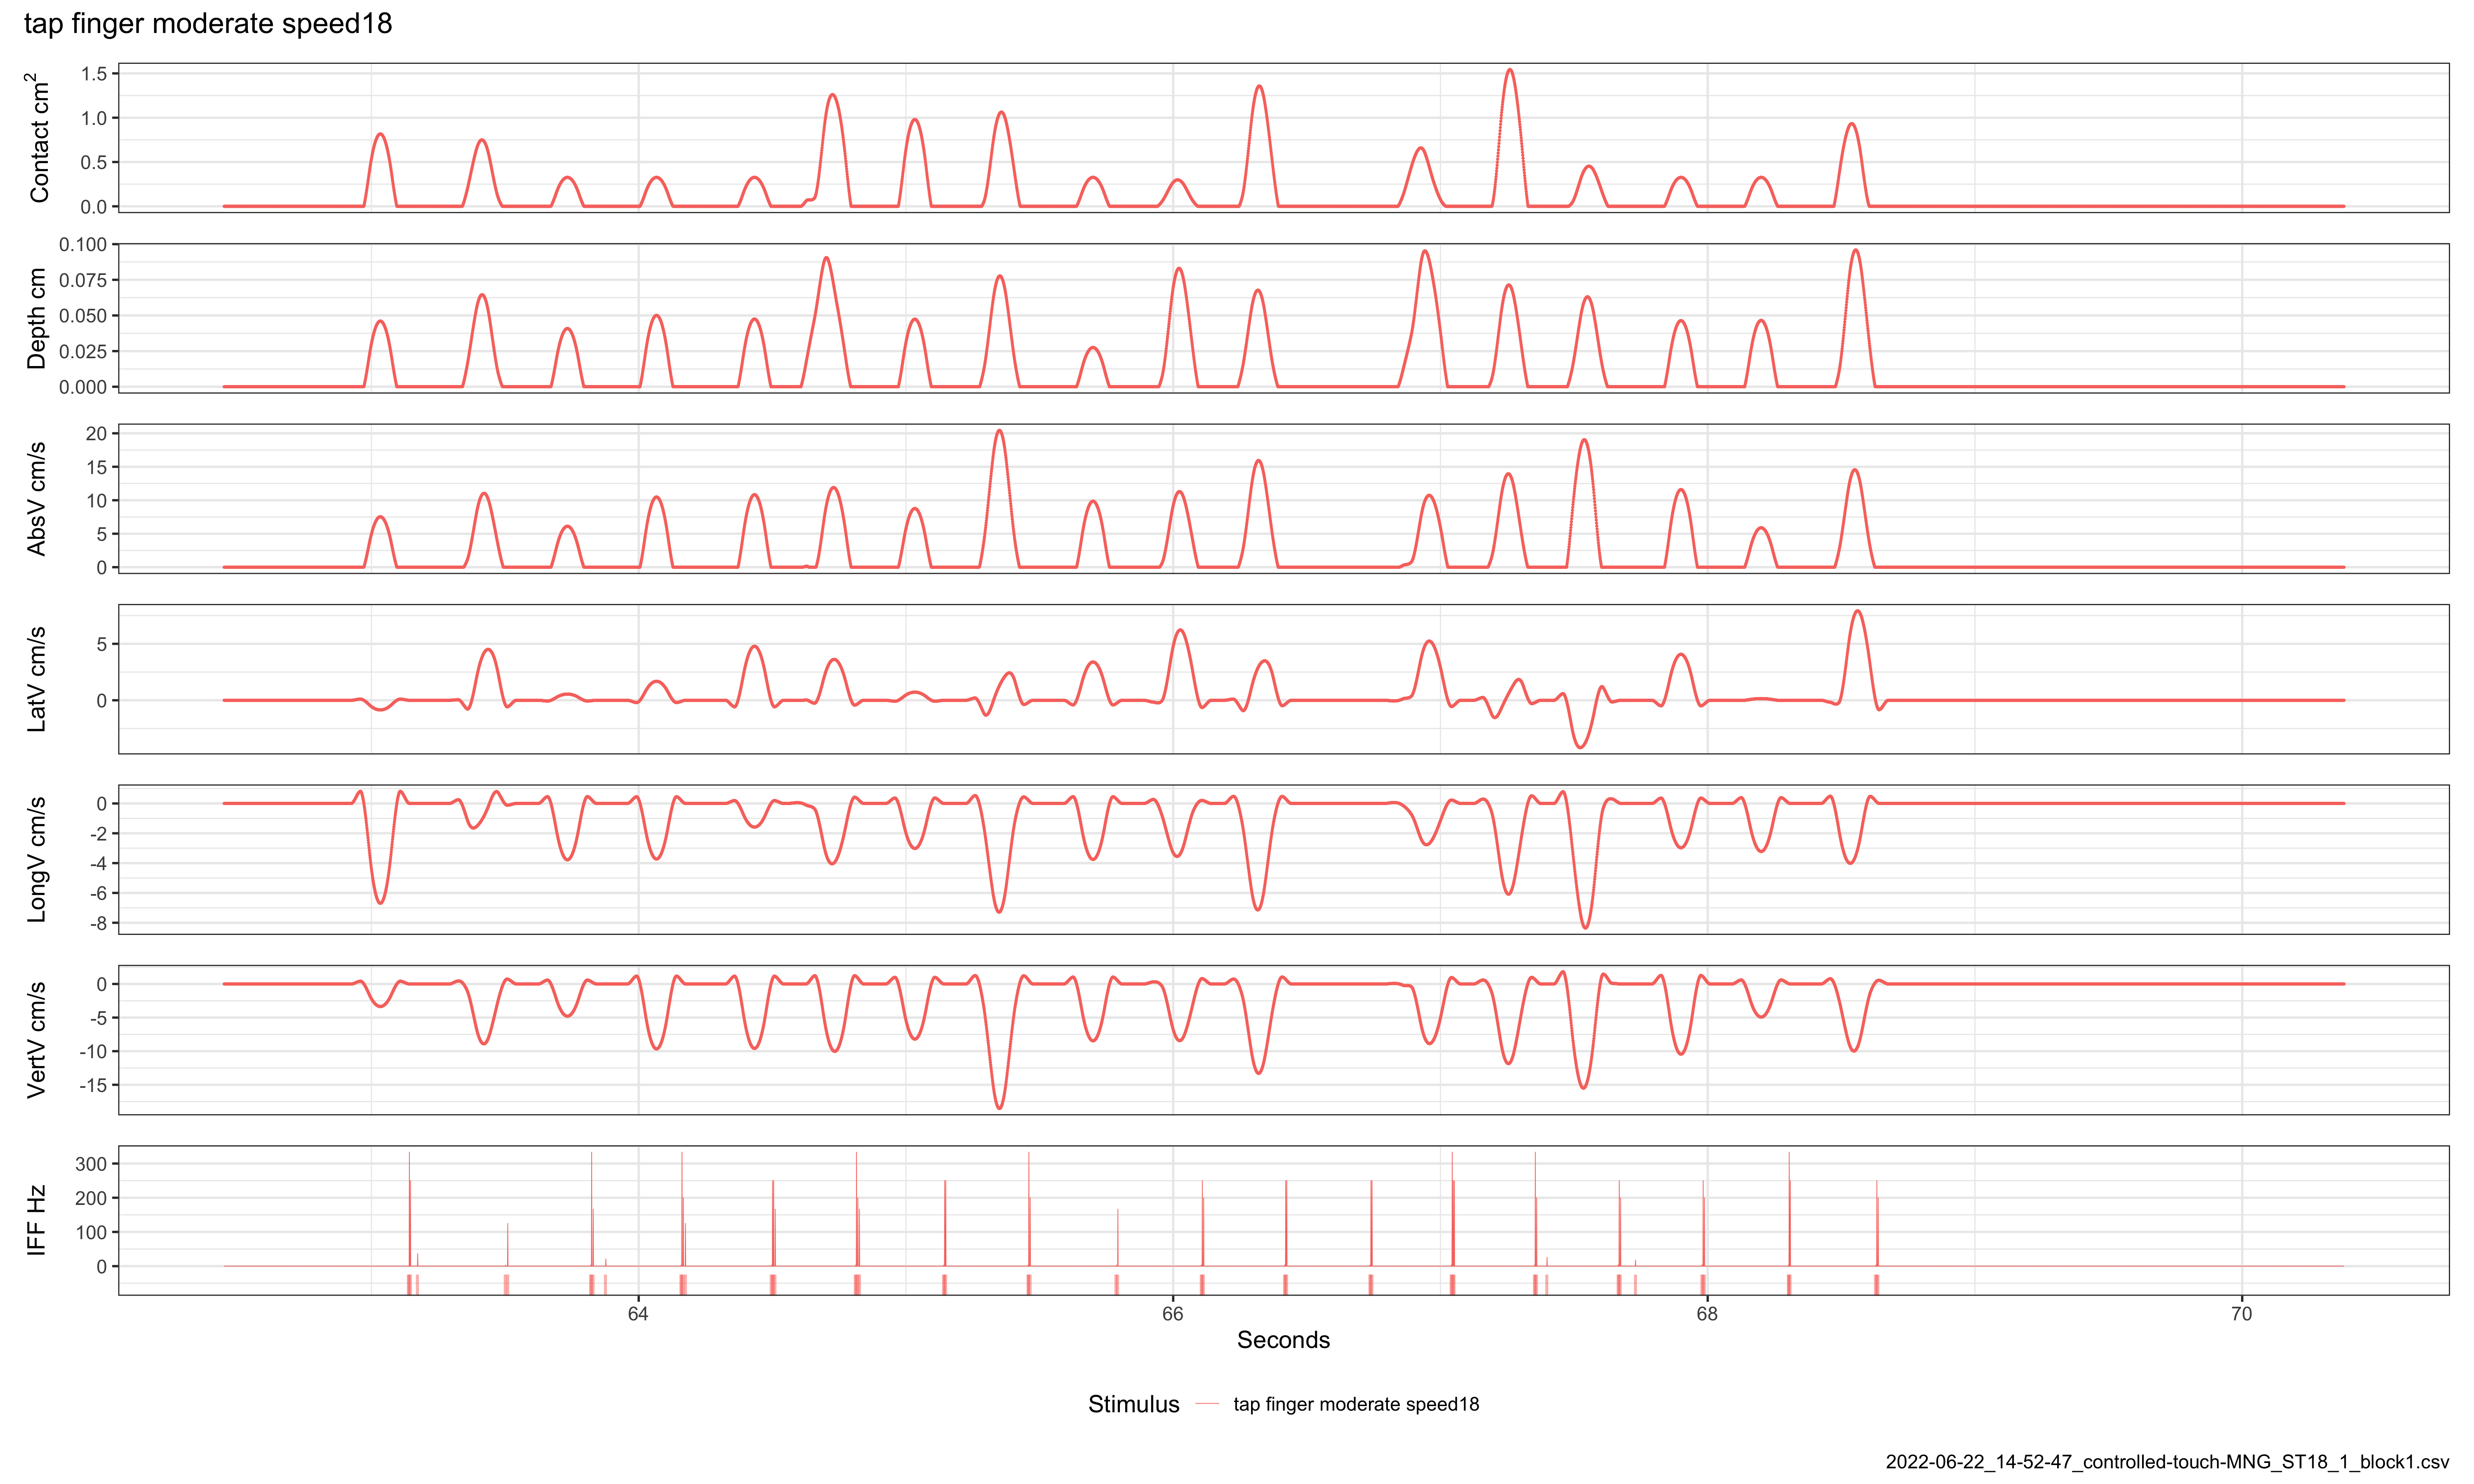 tap finger moderate speed18
Contact cm²
1.5
1.0
0.5
0.0
Depth cm
0.100
0.075
0.050
0.025
0.000
AbsV cm/s
20
15
10
5
0
LatV cm/s
5
0
LongV cm/s
0
-2
-4
-6
-8
VertV cm/s
0
-5
-10
-15
IFF Hz
300
200
100
0
64 66 68 70
Seconds
Stimulus tap finger moderate speed18
2022-06-22_14-52-47_controlled-touch-MNG_ST18_1_block1.csv